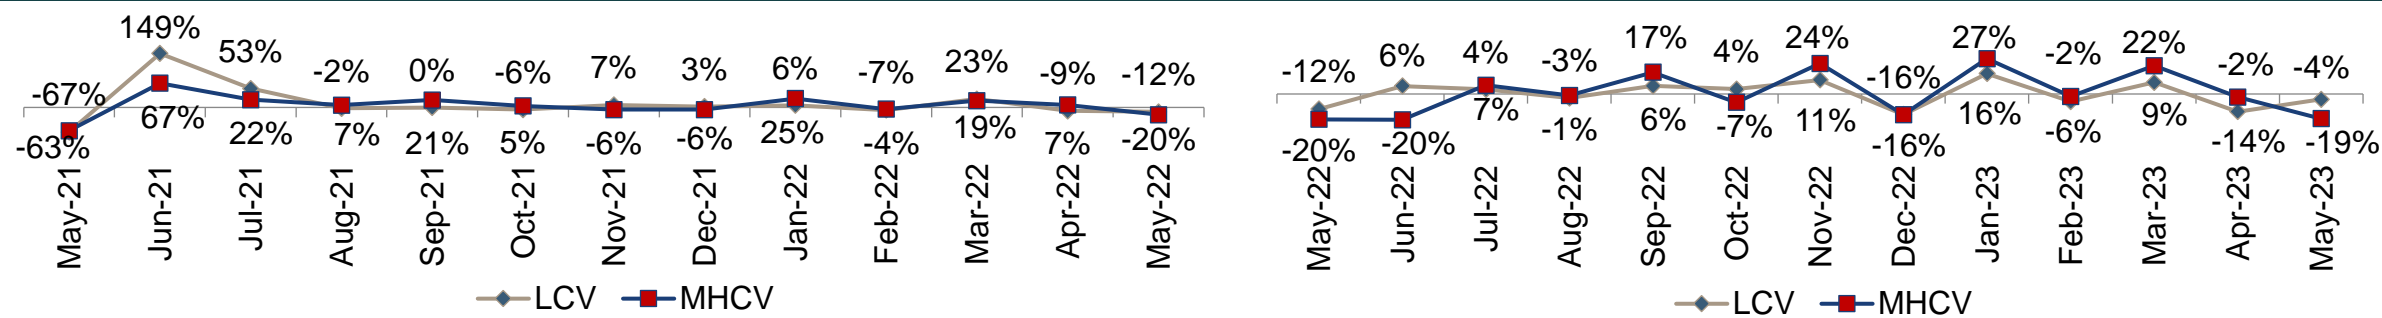 149%
53%
-2%
0%
-6%
7%
3%
6%
-7%
23%
-9%
-12%
-67%
-63%
67%
22%
7%
21%
5%
-6%
-6%
25%
-4%
19%
7%
-20%
May-21
Jun-21
Jul-21
Aug-21
Sep-21
Oct-21
Nov-21
Dec-21
Jan-22
Feb-22
Mar-22
Apr-22
May-22
LCV
MHCV
-12%
6%
4%
-3%
17%
4%
24%
-16%
27%
-2%
22%
-2%
-4%
-20%
-20%
7%
-1%
6%
-7%
11%
-16%
16%
-6%
9%
-14%
-19%
May-22
Jun-22
Jul-22
Aug-22
Sep-22
Oct-22
Nov-22
Dec-22
Jan-23
Feb-23
Mar-23
Apr-23
May-23
LCV
MHCV